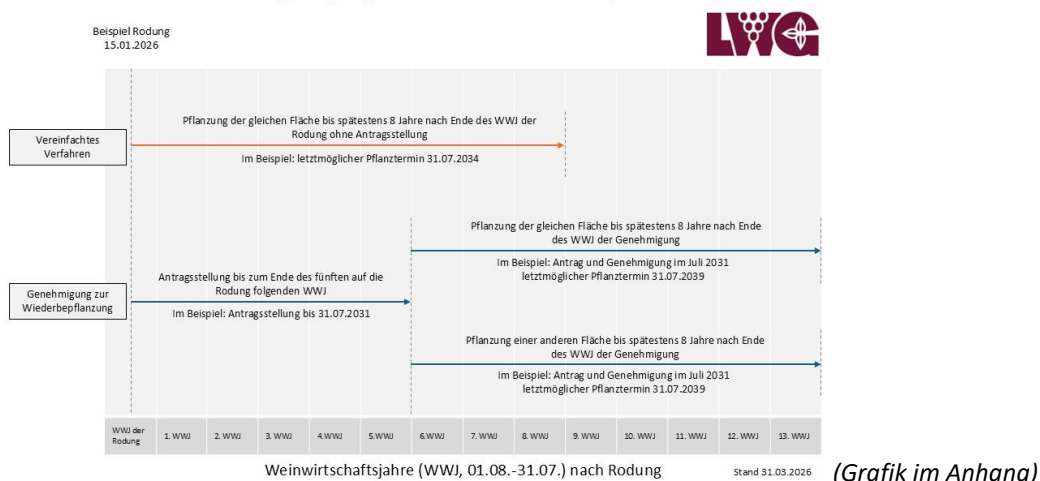 Beispiel Rodung
15.01.2026
LWG
Pflanzung der gleichen Fläche bis spätestens 8 Jahre nach Ende des WWJ der
Rodung ohne Antragsstellung
Vereinfachtes
Verfahren
Im Beispiel: letztmöglicher Pflanztermin 31.07.2034
Pflanzung der gleichen Fläche bis spätestens 8 Jahre nach Ende
des WWJ der Genehmigung
Im Beispiel: Antrag und Genehmigung im Juli 2031
letztmöglicher Pflanztermin 31.07.2039
Antragsstellung bis zum Ende des fünften auf die
Rodung folgenden WWJ
Genehmigung zur
Wiederbepflanzung
Im Beispiel: Antragsstellung bis 31.07.2031
Pflanzung einer anderen Fläche bis spätestens 8 Jahre nach Ende
des WWJ der Genehmigung
Im Beispiel: Antrag und Genehmigung im Juli 2031
letztmöglicher Pflanztermin 31.07.2039
WWJ der
Rodung
1. WWJ
2. WWJ
3. WWJ
4.WWJ
5.WWJ
6.WWJ
7. WWJ
8. WWJ
9. WWJ
10. WWJ
11. WWJ
12. WWJ
13. WWJ
Weinwirtschaftsjahre (WWJ, 01.08.-31.07.) nach Rodung
Stand 31.03.2026
(Grafik im Anhang)